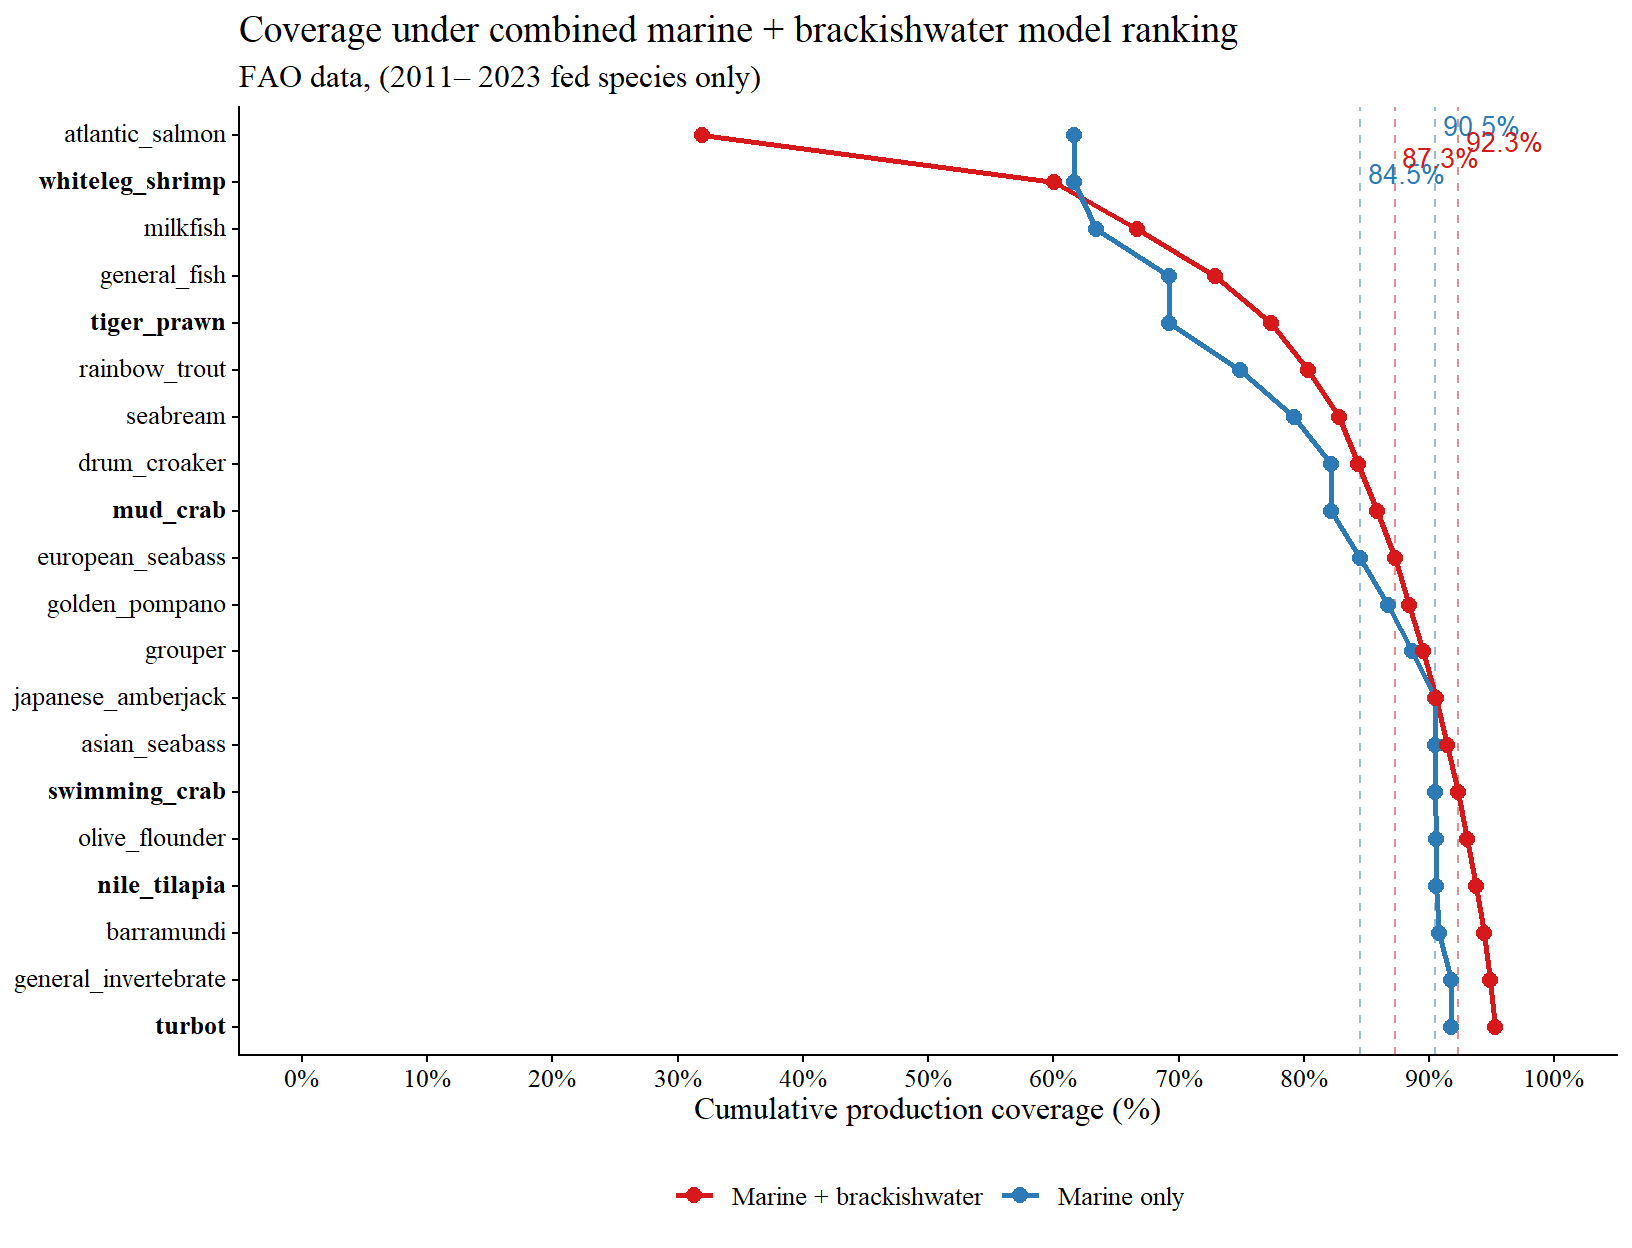 Coverage under combined marine + brackishwater model ranking
FAO data, (2011– 2023 fed species only)
atlantic_salmon
whiteleg_shrimp
milkfish
general_fish
tiger_prawn
rainbow_trout
seabream
drum_croaker
mud_crab
european_seabass
golden_pompano
grouper
japanese_amberjack
asian_seabass
swimming_crab
olive_flounder
nile_tilapia
barramundi
general_invertebrate
turbot
90.5%
92.3%
87.3%
84.5%
0% 10% 20% 30% 40% 50% 60% 70% 80% 90% 100%
Cumulative production coverage (%)
Marine + brackishwater Marine only